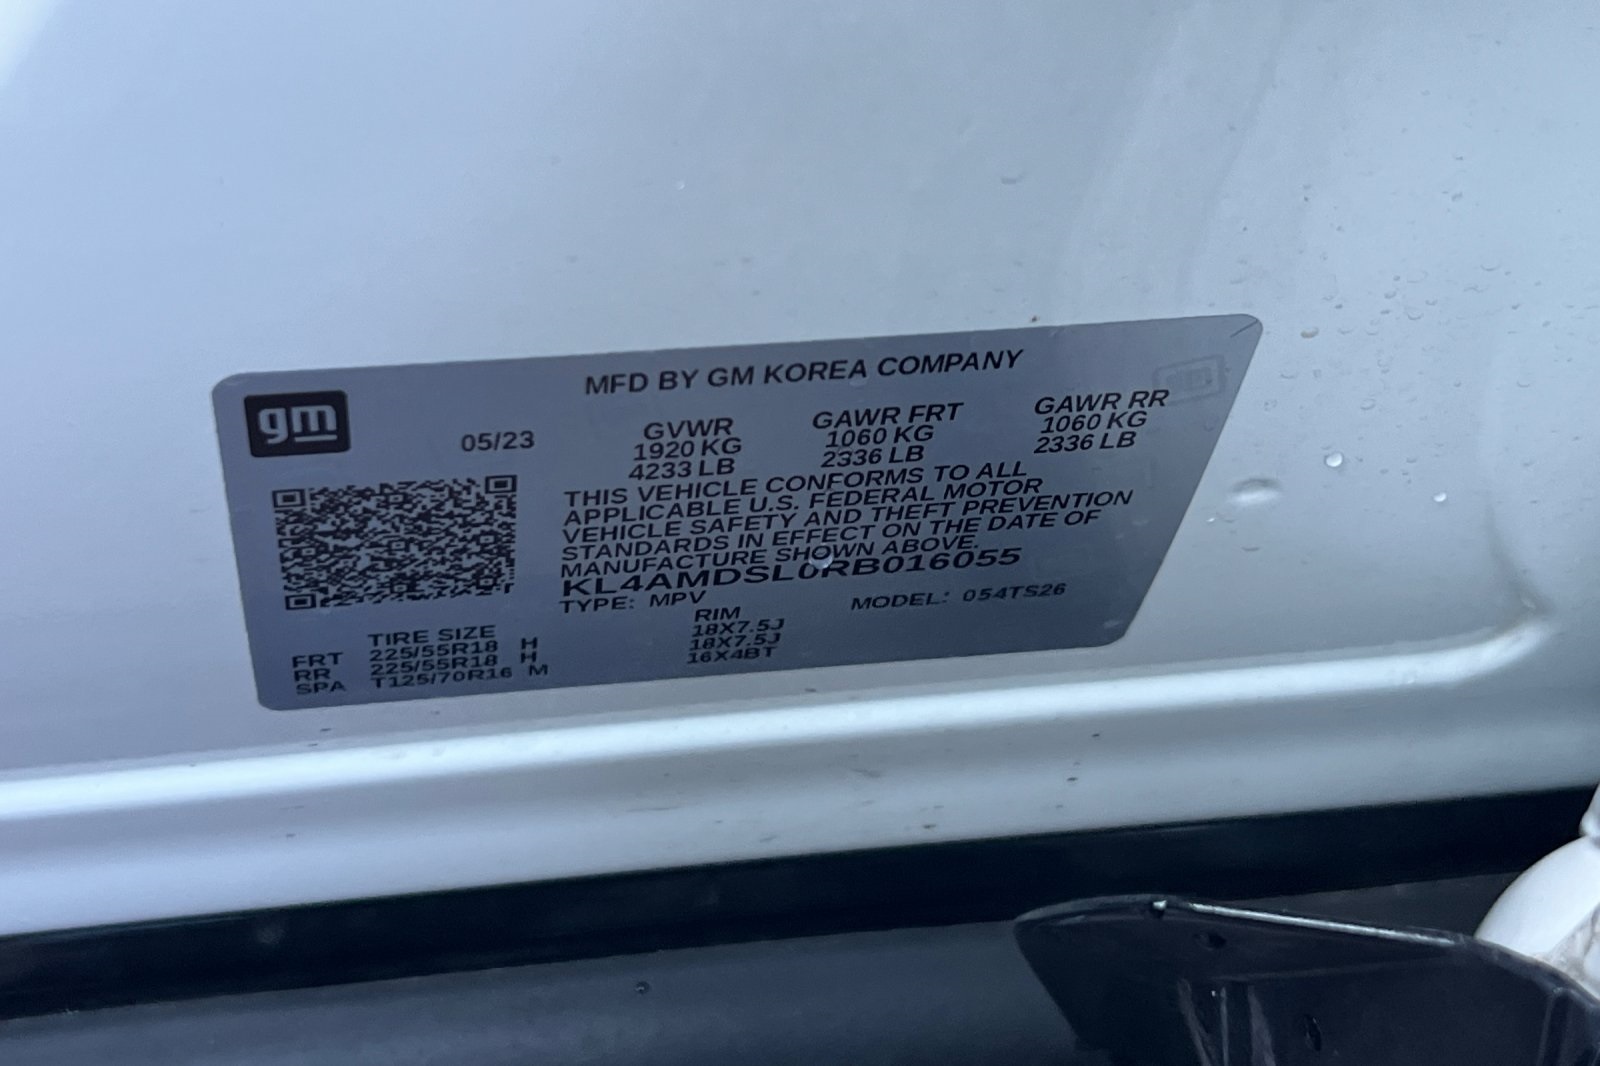 gm
MFD BY GM KOREA COMPANY
05/23
GVWR GAWR FRT GAWR RR
1920 KG 1060 KG 1060 KG
4233 LB 2336 LB 2336 LB
THIS VEHICLE CONFORMS TO ALL
APPLICABLE U.S. FEDERAL MOTOR
VEHICLE SAFETY AND THEFT PREVENTION
STANDARDS IN EFFECT ON THE DATE OF
MANUFACTURE SHOWN ABOVE.
KL4AMDSL0RB016055
TYPE: MPV MODEL: 054TS26
TIRE SIZE RIM
FRT 225/55R18 H 18X7.5J
RR 225/55R18 H 18X7.5J
SPA T125/70R16 M 16X4BT
gm